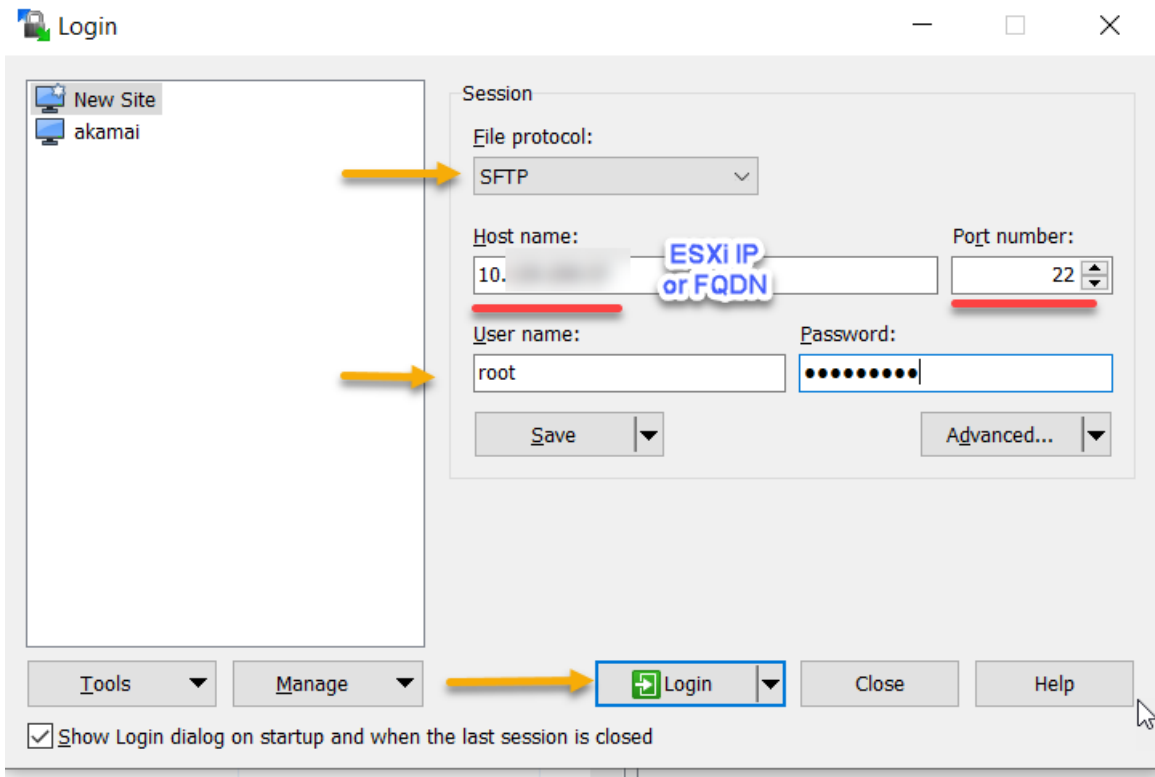 Login
New Site
akamai
Session
File protocol:
SFTP
Host name:
Port number:
10.
ESXi IP
or FQDN
22
User name:
Password:
root
●●●●●●●●●
Save
Advanced...
Tools
Manage
Login
Close
Help
Show Login dialog on startup and when the last session is closed